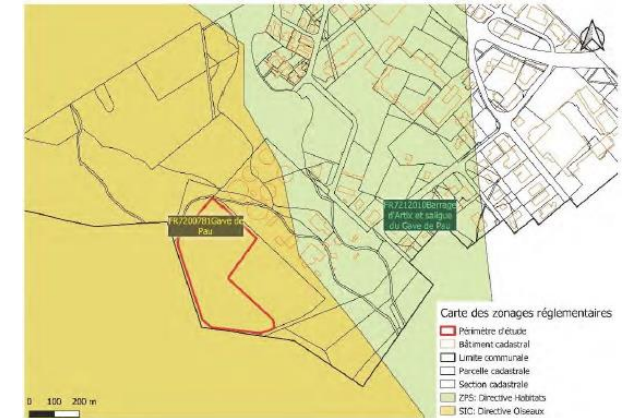 FR7200781Gave de
Pau
FR7212010Barrage
d'Artix et saligue
du Gave de Pau
Carte des zonages réglementaires
Périmètre d'étude
Bâtiment cadastral
Limite communale
Parcelle cadastrale
Section cadastrale
ZPS: Directive Habitats
SIC: Directive Oiseaux
0 100 200 m